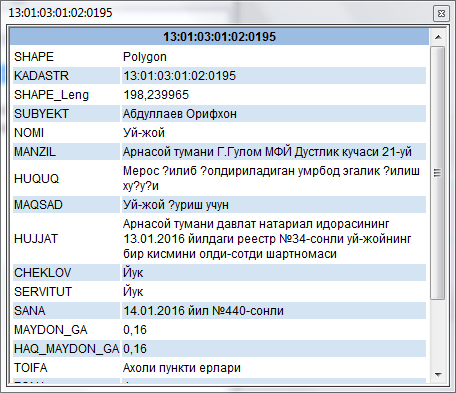 13:01:03:01:02:0195
13:01:03:01:02:0195
SHAPE Polygon
KADASTR 13:01:03:01:02:0195
SHAPE_Leng 198,239965
SUBYEKT Абдуллаев Орифхон
NOMI Уй-жой
MANZIL Арнасой тумани Г.Гулом МФЙ Дустлик кучаси 21-уй
HUQUQ Мерос ?илиб ?олдириладиган умрбод эгалик ?илиш
ху?у?и
MAQSAD Уй-жой ?уриш учун
HUJJAT Арнасой тумани давлат натариал идорасининг
13.01.2016 йилдаги реестр №34-сонли уй-жойнинг
бир кисмини олди-сотди шартномаси
CHEKLOV Йук
SERVITUT Йук
SANA 14.01.2016 йил №440-сонли
MAYDON_GA 0,16
HAQ_MAYDON_GA 0,16
TOIFA Ахоли пункти ерлари